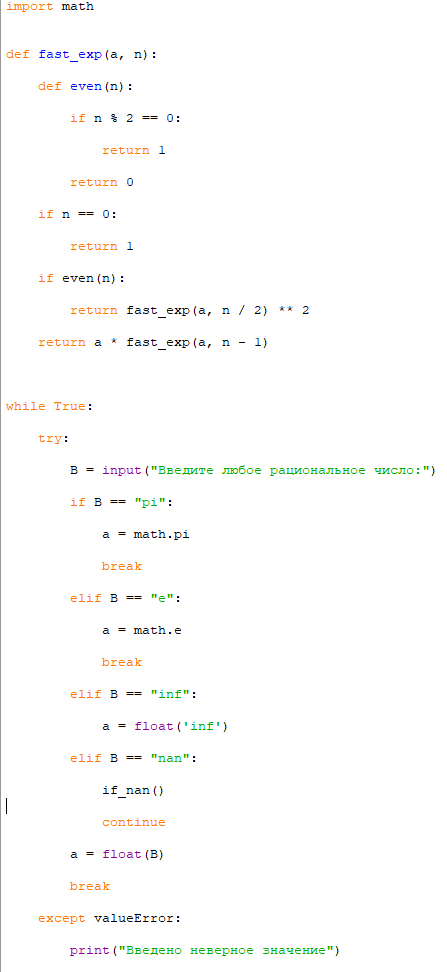 import math
def fast_exp(a, n):
    def even(n):
        if n % 2 == 0:
            return 1
        return 0
    if n == 0:
        return 1
    if even(n):
        return fast_exp(a, n / 2) ** 2
    return a * fast_exp(a, n - 1)
while True:
    try:
        B = input("Введите любое рациональное число:")
        if B == "pi":
            a = math.pi
            break
        elif B == "e":
            a = math.e
            break
        elif B == "inf":
            a = float('inf')
        elif B == "nan":
            if_nan()
            continue
        a = float(B)
        break
    except valueError:
        print("Введено неверное значение")